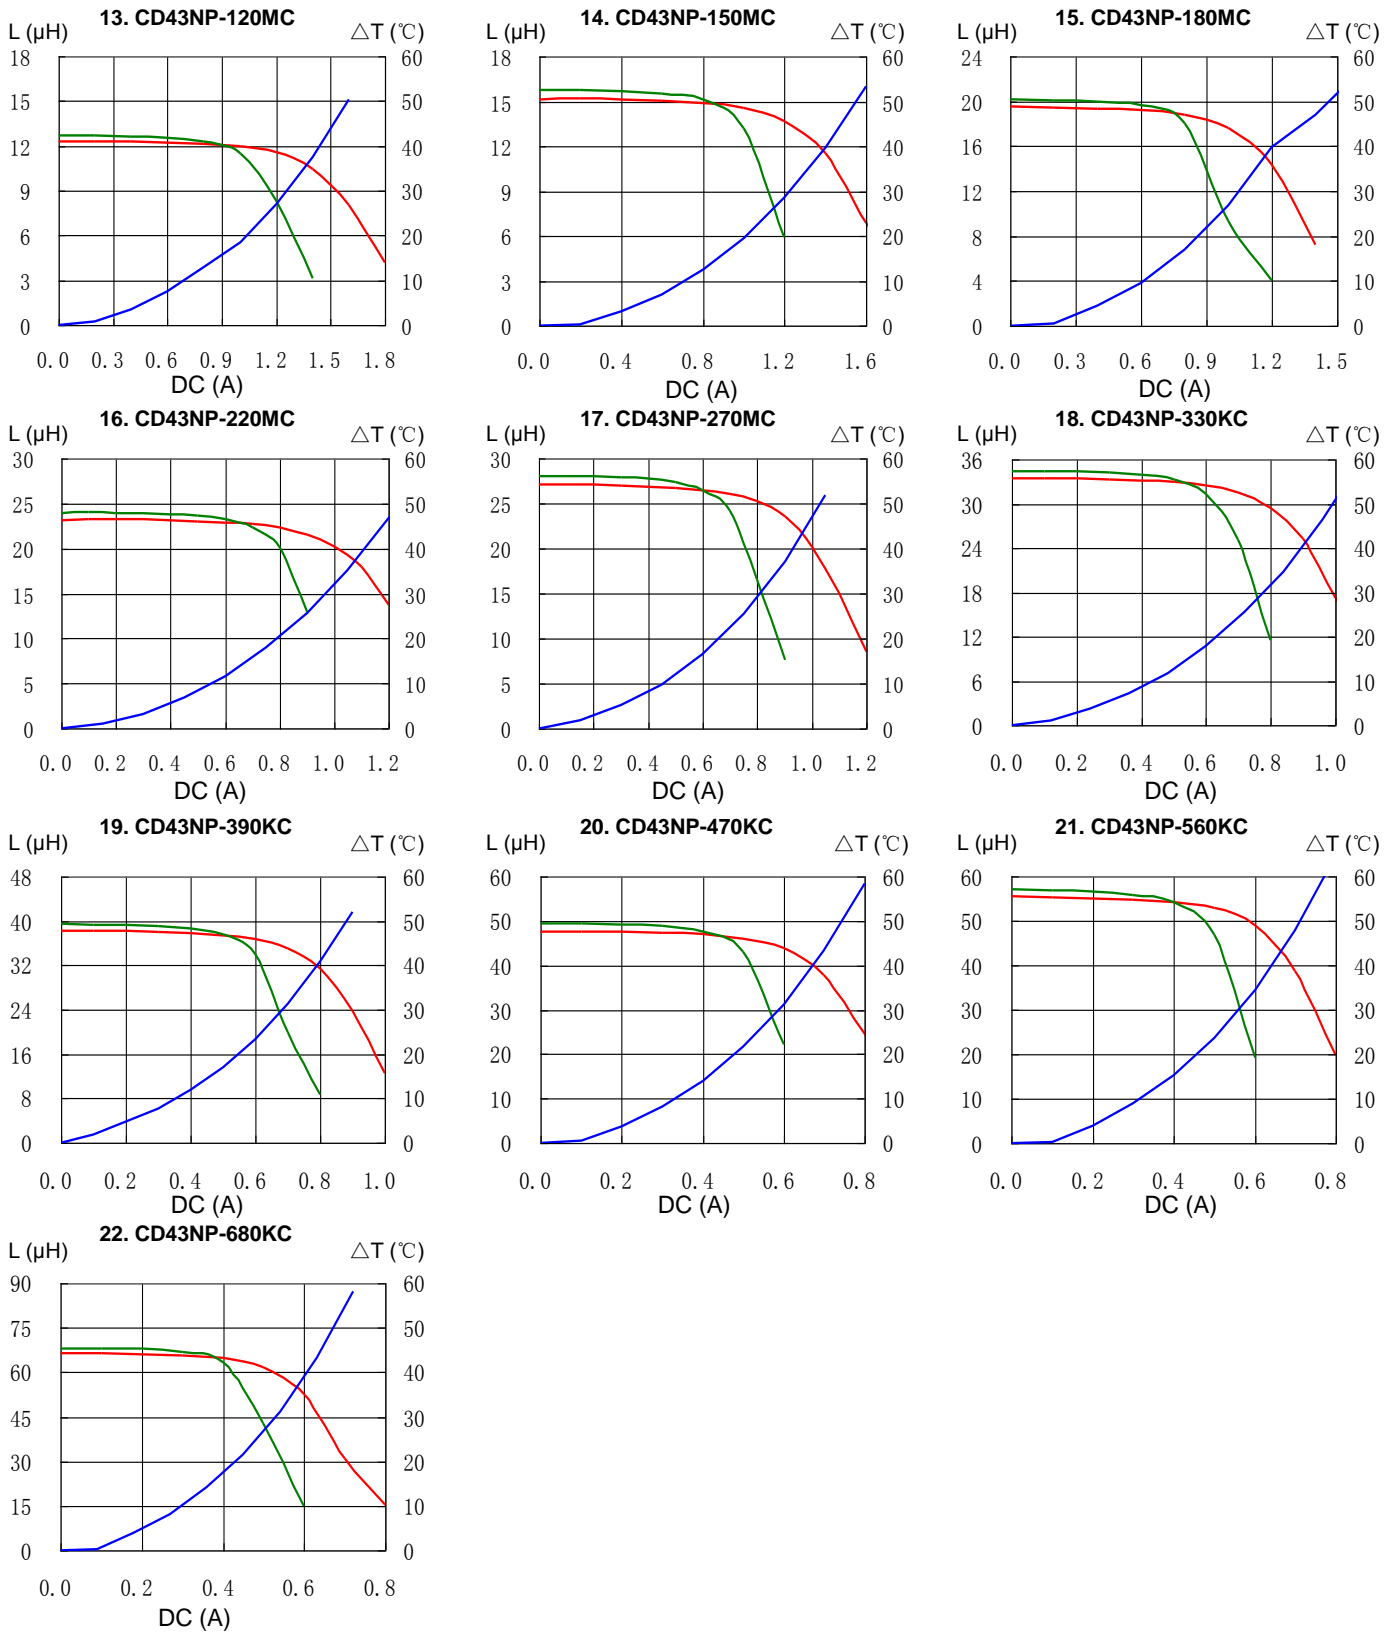 13. CD43NP-120MC
L (μH) △T (℃)
18 60
15 50
12 40
9 30
6 20
3 10
0 0
0.0 0.3 0.6 0.9 1.2 1.5 1.8
DC (A)
14. CD43NP-150MC
L (μH) △T (℃)
18 60
15 50
12 40
9 30
6 20
3 10
0 0
0.0 0.4 0.8 1.2 1.6
DC (A)
15. CD43NP-180MC
L (μH) △T (℃)
24 60
20 50
16 40
12 30
8 20
4 10
0 0
0.0 0.3 0.6 0.9 1.2 1.5
DC (A)
16. CD43NP-220MC
L (μH) △T (℃)
30 60
25 50
20 40
15 30
10 20
5 10
0 0
0.0 0.2 0.4 0.6 0.8 1.0 1.2
DC (A)
17. CD43NP-270MC
L (μH) △T (℃)
30 60
25 50
20 40
15 30
10 20
5 10
0 0
0.0 0.2 0.4 0.6 0.8 1.0 1.2
DC (A)
18. CD43NP-330KC
L (μH) △T (℃)
36 60
30 50
24 40
18 30
12 20
6 10
0 0
0.0 0.2 0.4 0.6 0.8 1.0
DC (A)
19. CD43NP-390KC
L (μH) △T (℃)
48 60
40 50
32 40
24 30
16 20
8 10
0 0
0.0 0.2 0.4 0.6 0.8 1.0
DC (A)
20. CD43NP-470KC
L (μH) △T (℃)
60 60
50 50
40 40
30 30
20 20
10 10
0 0
0.0 0.2 0.4 0.6 0.8
DC (A)
21. CD43NP-560KC
L (μH) △T (℃)
60 60
50 50
40 40
30 30
20 20
10 10
0 0
0.0 0.2 0.4 0.6 0.8
DC (A)
22. CD43NP-680KC
L (μH) △T (℃)
90 60
75 50
60 40
45 30
30 20
15 10
0 0
0.0 0.2 0.4 0.6 0.8
DC (A)